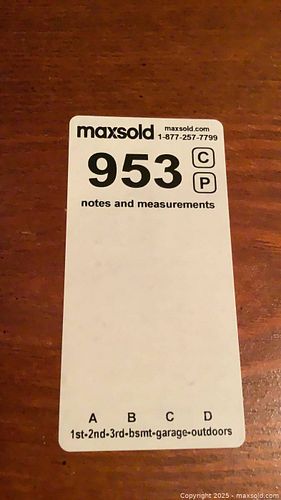 maxsold maxsold.com
1-877-257-7799
953 C
P
notes and measurements
A B C D
1st-2nd-3rd-bsmt-garage-outdoors
Copyright 2025 - maxsold.com